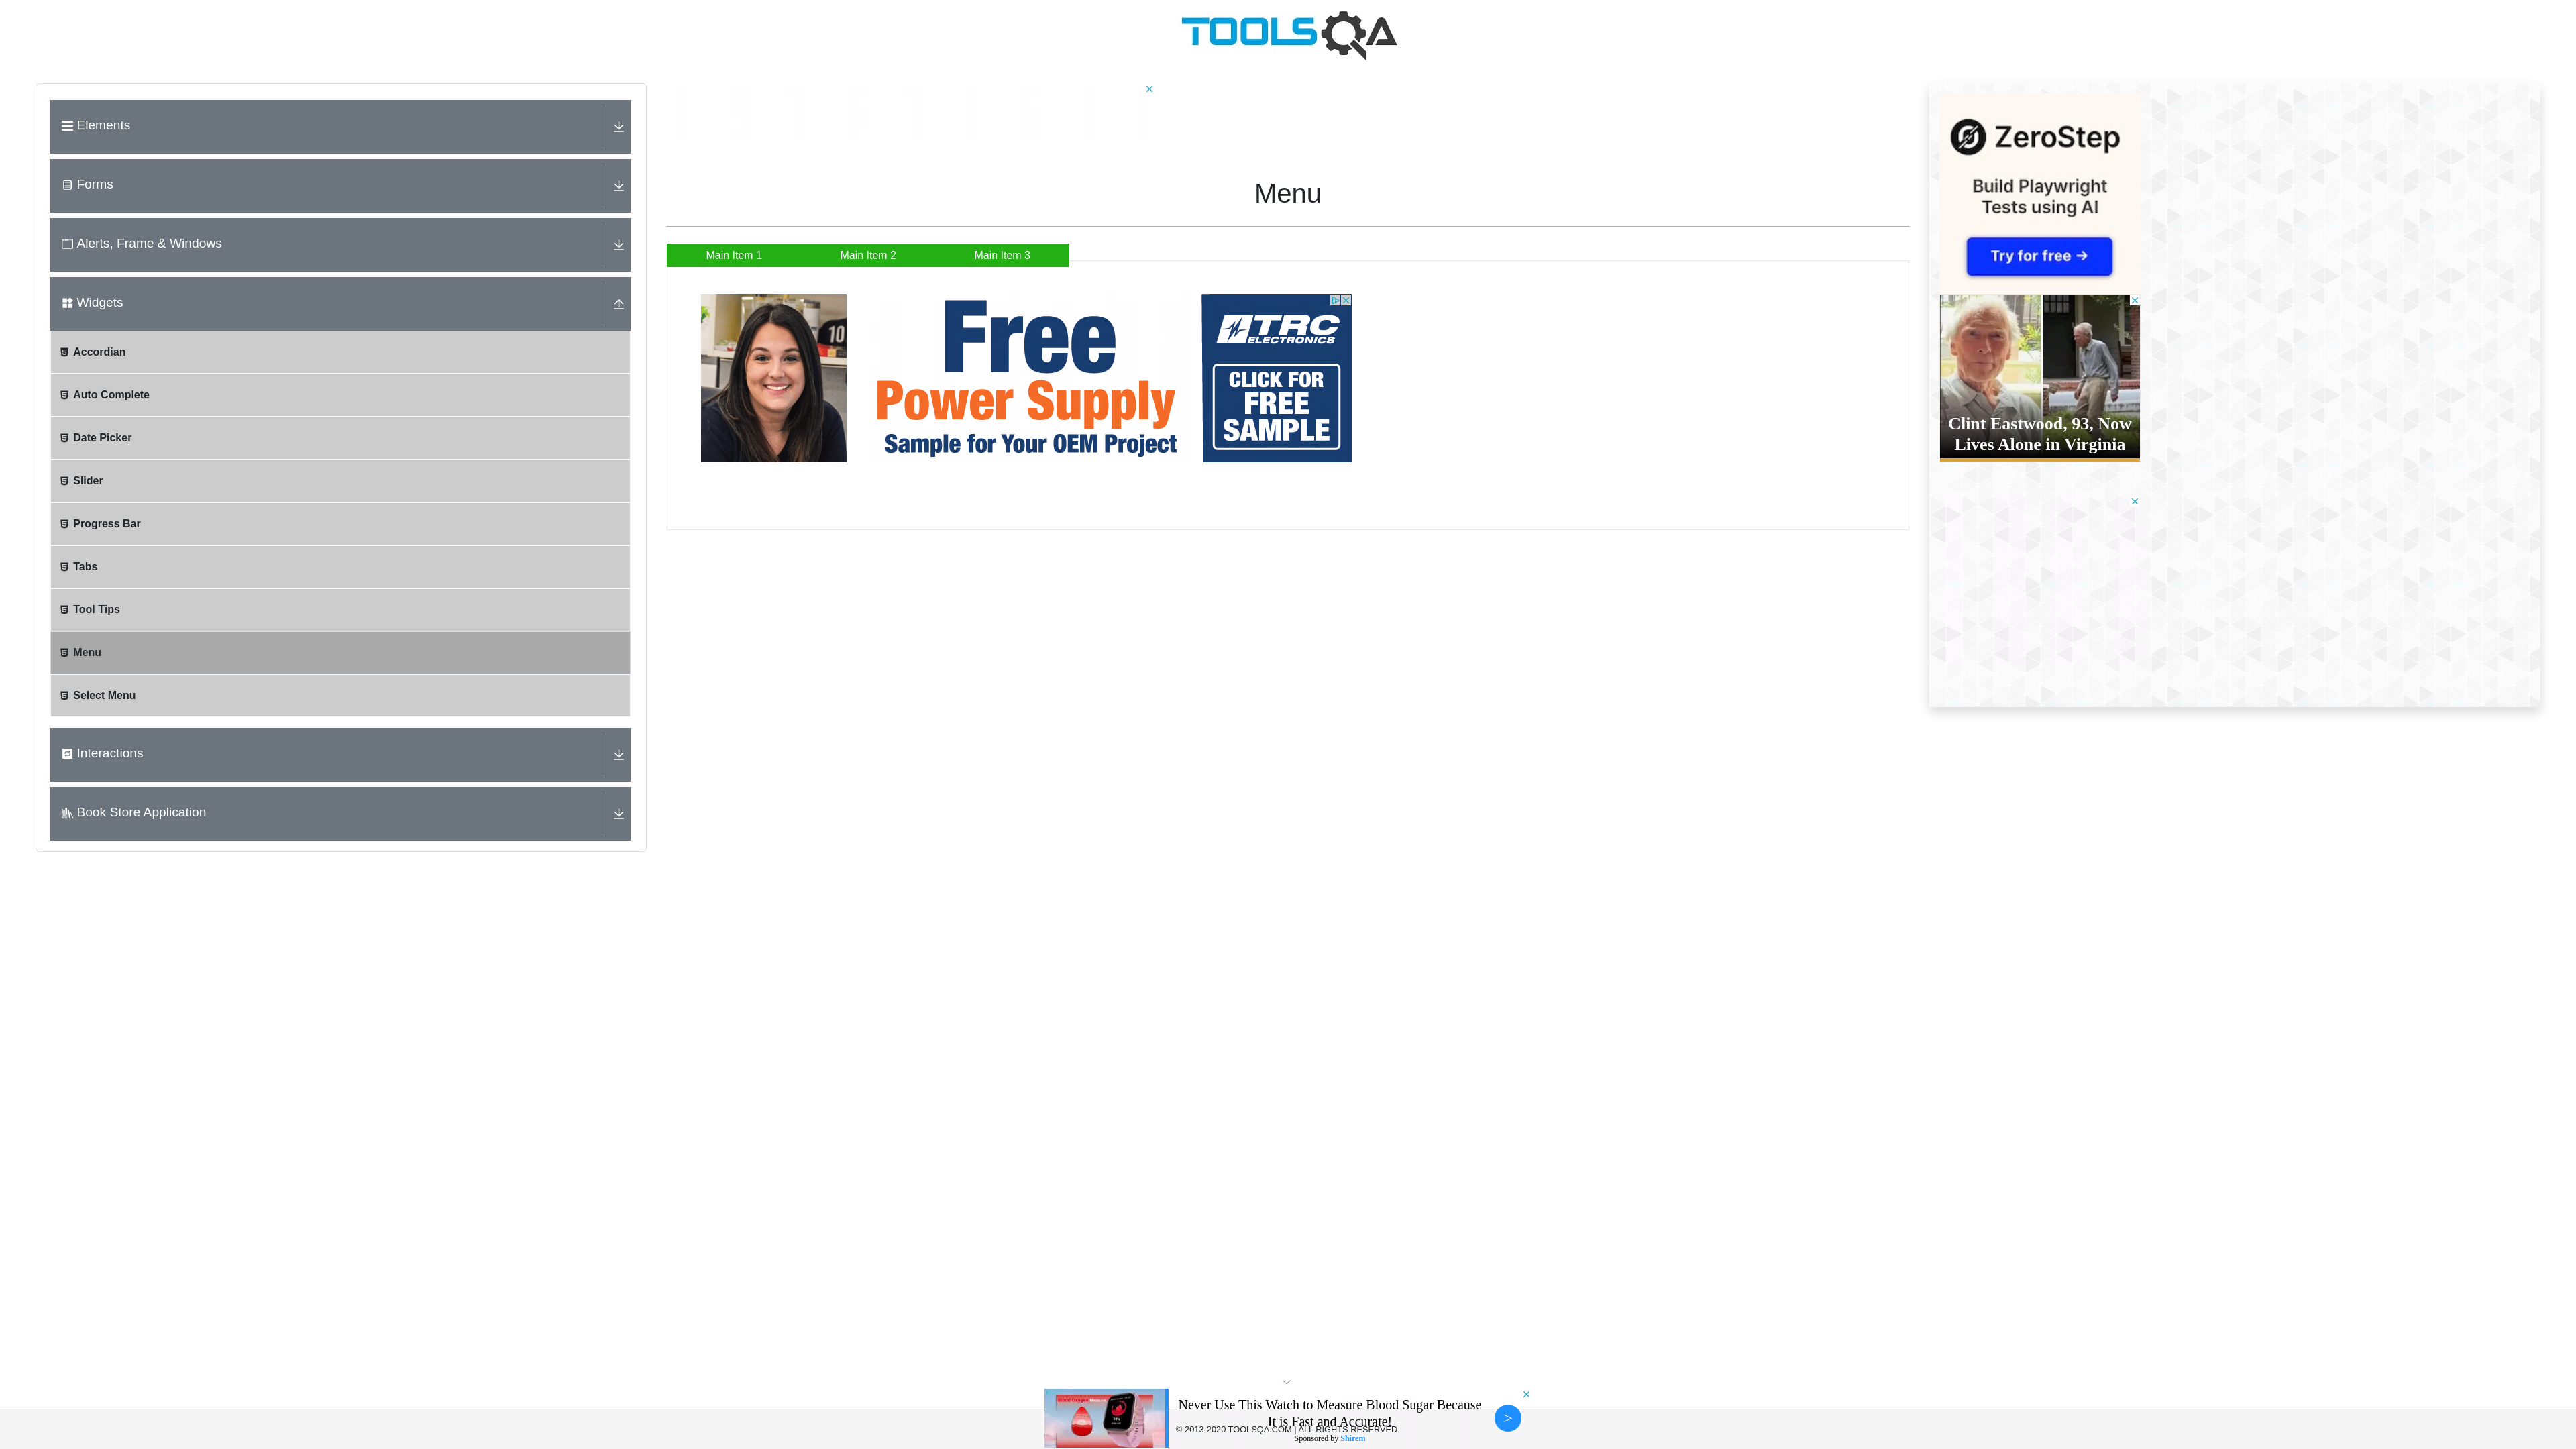 TOOLSQA
Elements
Forms
Alerts, Frame & Windows
Widgets
Accordian
Auto Complete
Date Picker
Slider
Progress Bar
Tabs
Tool Tips
Menu
Select Menu
Interactions
Book Store Application
Menu
Main Item 1
Main Item 2
Main Item 3
10
Free
Power Supply
Sample for Your OEM Project
TRC
ELECTRONICS
CLICK FOR
FREE
SAMPLE
ZeroStep
Build Playwright
Tests using AI
Try for free →
Clint Eastwood, 93, Now
Lives Alone in Virginia
Never Use This Watch to Measure Blood Sugar Because
It is Fast and Accurate!
© 2013-2020 TOOLSQA.COM | ALL RIGHTS RESERVED.
Sponsored by Shirem
>